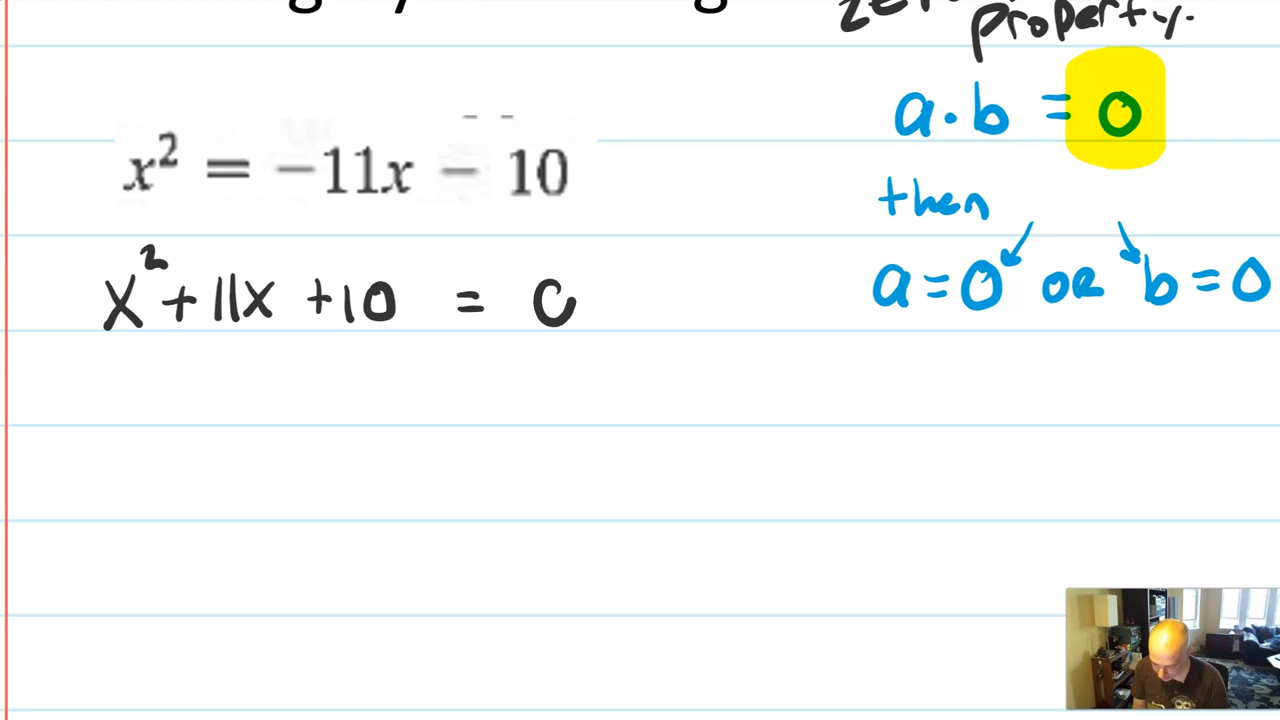 property.
a · b = 0
then
a = 0 or b = 0
x² = −11x − 10
x² + 11x + 10 = 0